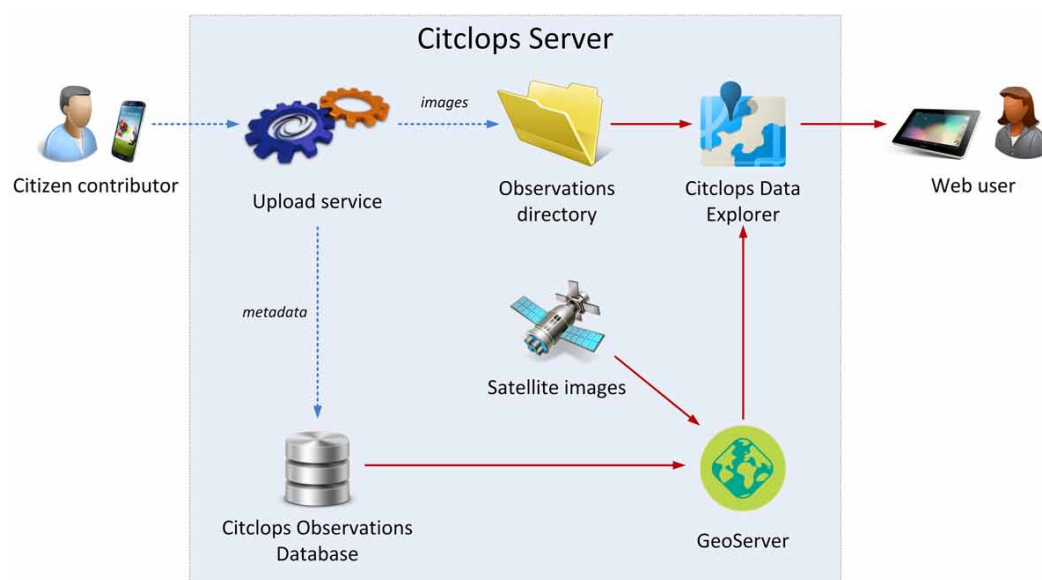 Citclops Server
images
Citizen contributor
Upload service
Observations
directory
Citclops Data
Explorer
Web user
metadata
Satellite images
Citclops Observations
Database
GeoServer